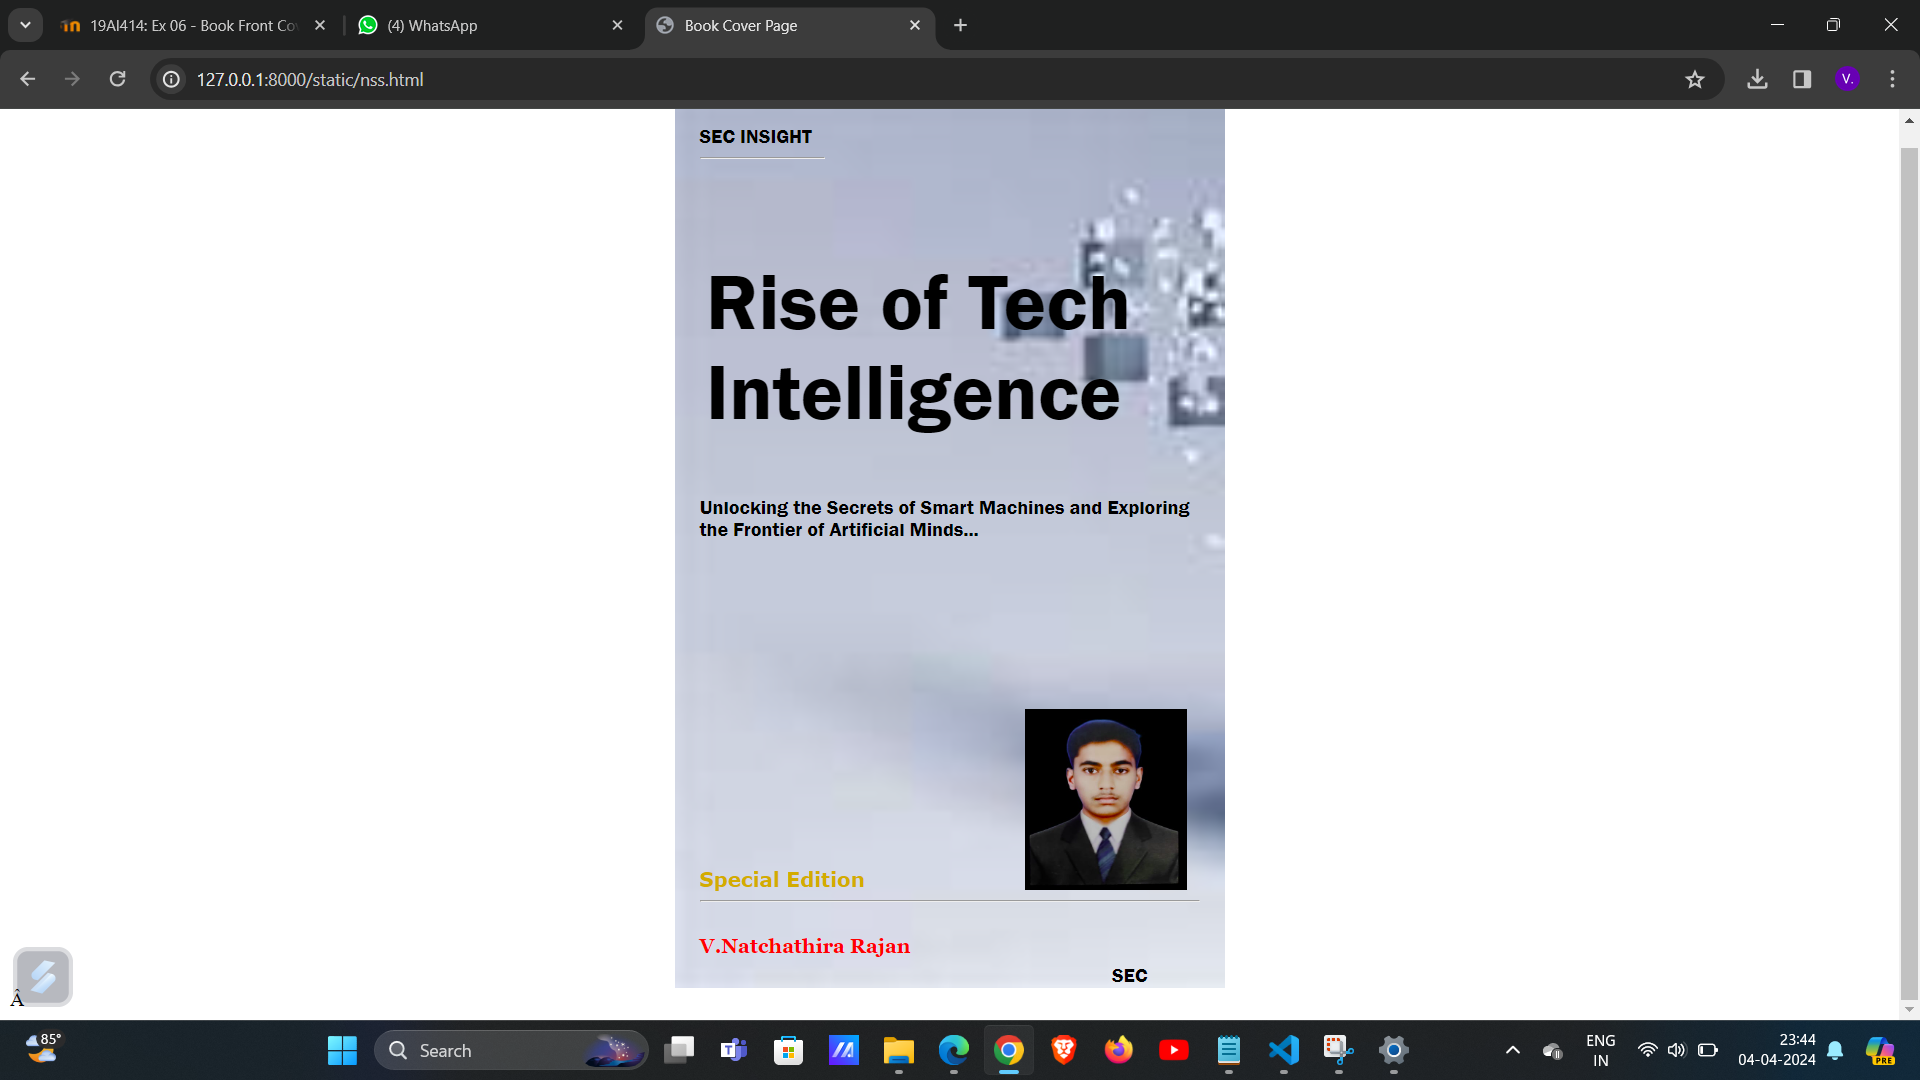 19AI414: Ex 06 - Book Front Co
(4) WhatsApp
Book Cover Page
127.0.0.1:8000/static/nss.html
V.
SEC INSIGHT
Rise of Tech
Intelligence
Unlocking the Secrets of Smart Machines and Exploring
the Frontier of Artificial Minds...
Special Edition
V.Natchathira Rajan
SEC
Â
85°
Search
ENG
IN
23:44
04-04-2024
PRE